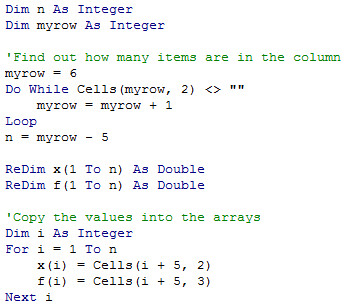 Dim n As Integer
Dim myrow As Integer
'Find out how many items are in the column
myrow = 6
Do While Cells(myrow, 2) <> ""
    myrow = myrow + 1
Loop
n = myrow - 5
ReDim x(1 To n) As Double
ReDim f(1 To n) As Double
'Copy the values into the arrays
Dim i As Integer
For i = 1 To n
    x(i) = Cells(i + 5, 2)
    f(i) = Cells(i + 5, 3)
Next i